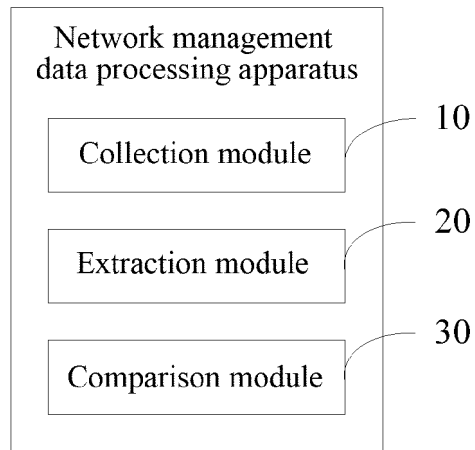 Network management
data processing apparatus
Collection module
10
Extraction module
20
Comparison module
30